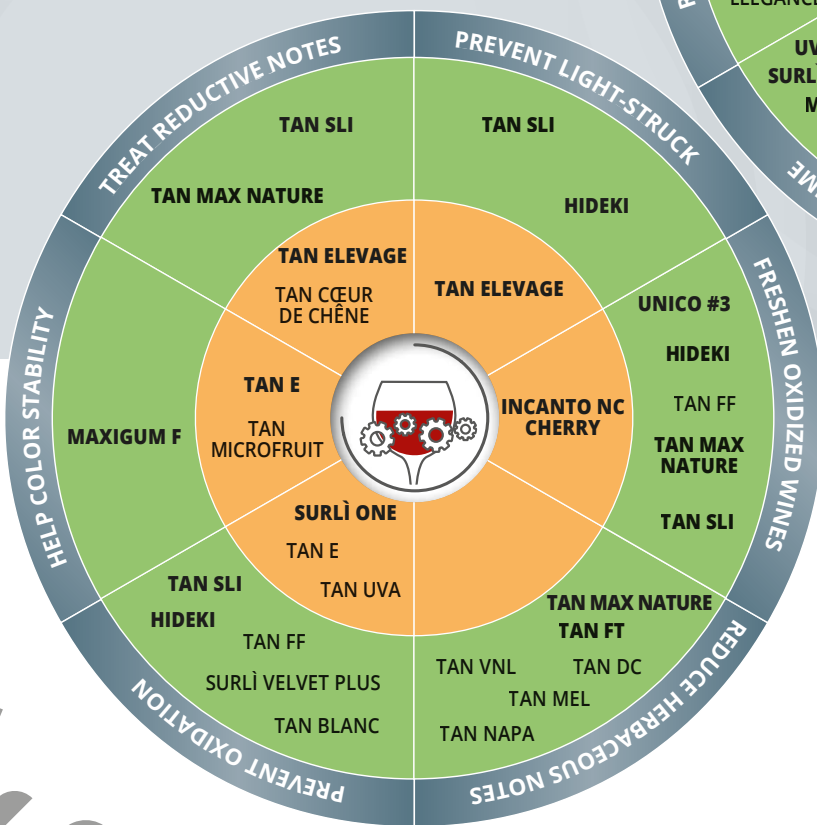 TREAT REDUCTIVE NOTES
TAN SLI
TAN MAX NATURE
TAN ELEVAGE
TAN CŒUR
DE CHÊNE
PREVENT LIGHT-STRUCK
TAN SLI
HIDEKI
TAN ELEVAGE
FRESHEN OXIDIZED WINES
UNICO #3
HIDEKI
TAN FF
TAN MAX
NATURE
TAN SLI
INCANTO NC
CHERRY
REDUCE HERBACEOUS NOTES
TAN MAX NATURE
TAN FT
TAN VNL
TAN DC
TAN MEL
TAN NAPA
PREVENT OXIDATION
SURLÌ ONE
TAN E
TAN UVA
TAN SLI
HIDEKI
TAN FF
SURLÌ VELVET PLUS
TAN BLANC
HELP COLOR STABILITY
MAXIGUM F
TAN E
TAN
MICROFRUIT